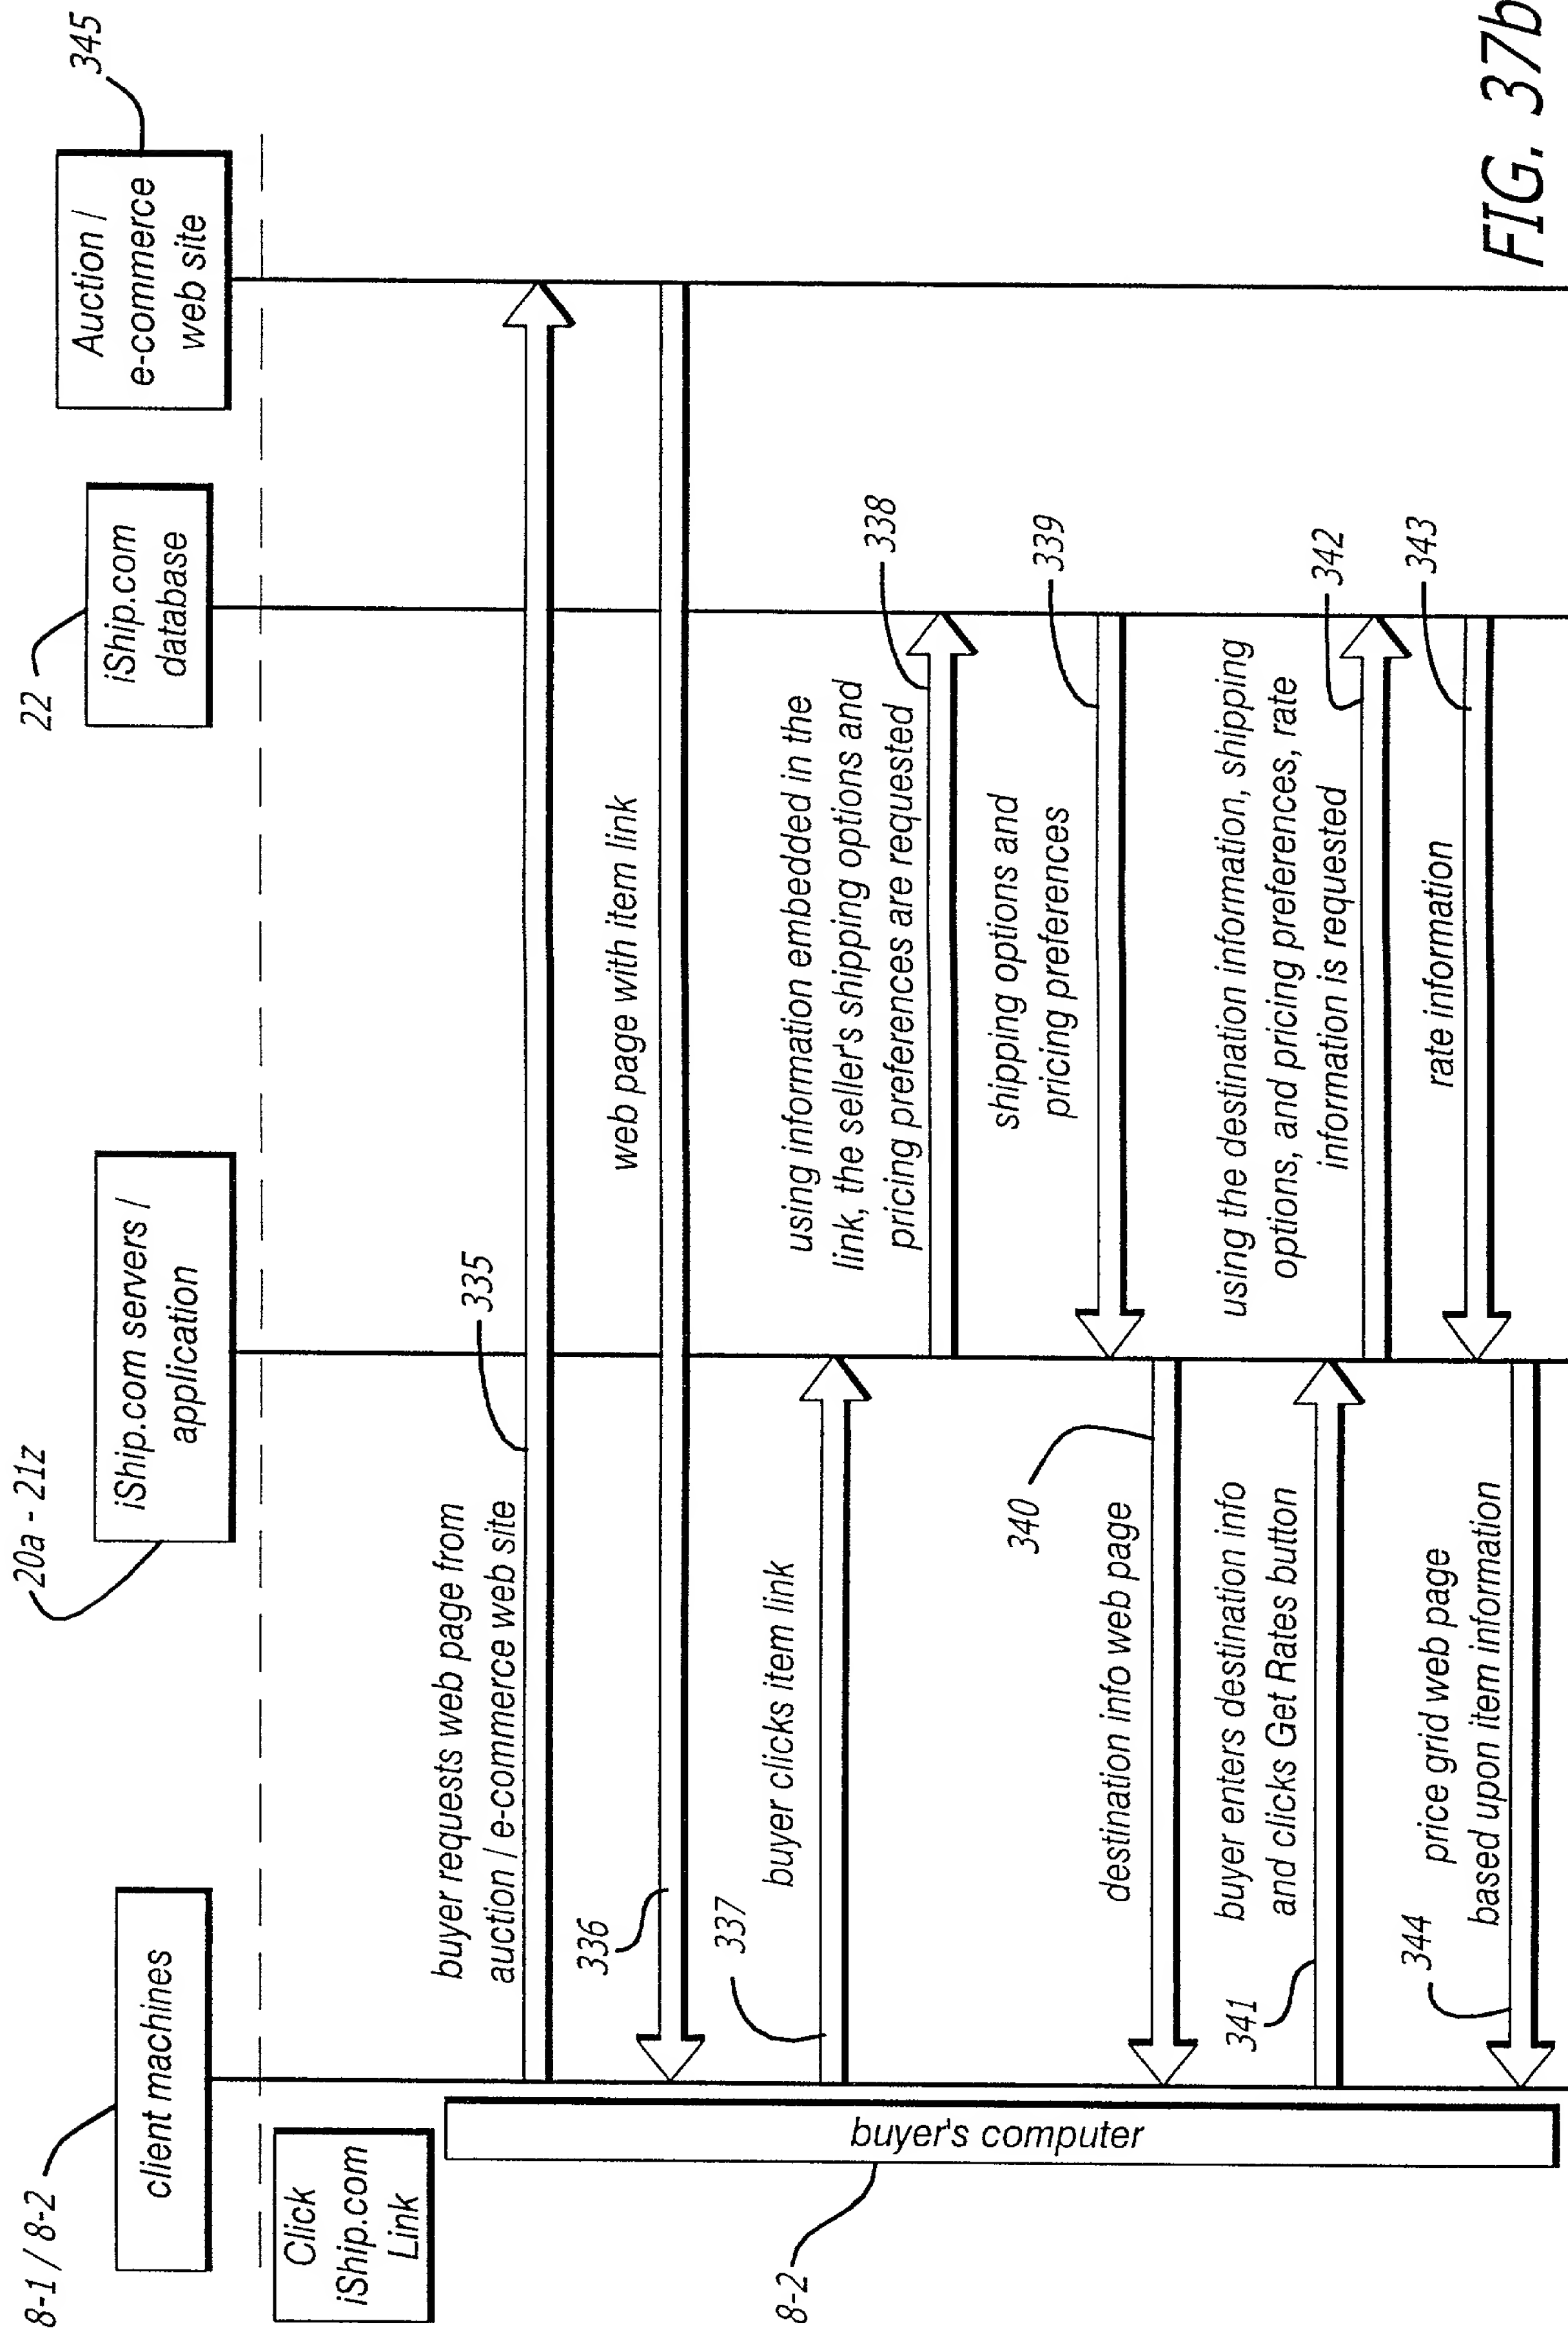 8-1 / 8-2
client machines
20a - 21z
iShip.com servers /
application
22
iShip.com
database
345
Auction /
e-commerce
web site
Click
iShip.com
Link
8-2
buyer's computer
buyer requests web page from
auction / e-commerce web site
335
336
web page with item link
337
buyer clicks item link
using information embedded in the
link, the seller's shipping options and
pricing preferences are requested
338
shipping options and
pricing preferences
339
340
destination info web page
341
buyer enters destination info
and clicks Get Rates button
using the destination information, shipping
options, and pricing preferences, rate
information is requested
342
rate information
343
344
price grid web page
based upon item information
FIG. 37b